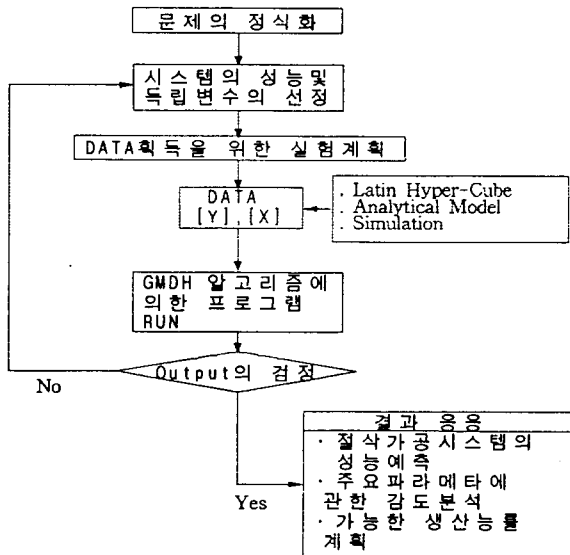 문제의 정식화
시스템의 성능및
독립변수의 선정
DATA획득을 위한 실험계획
DATA
[Y],[X]
. Latin Hyper-Cube
. Analytical Model
. Simulation
GMDH 알고리즘에
의한 프로그램
RUN
Output의 검정
No
Yes
결과 응용
· 절삭가공시스템의
성능예측
· 주요파라메타에
관한 감도분석
· 가능한 생산능률
계획